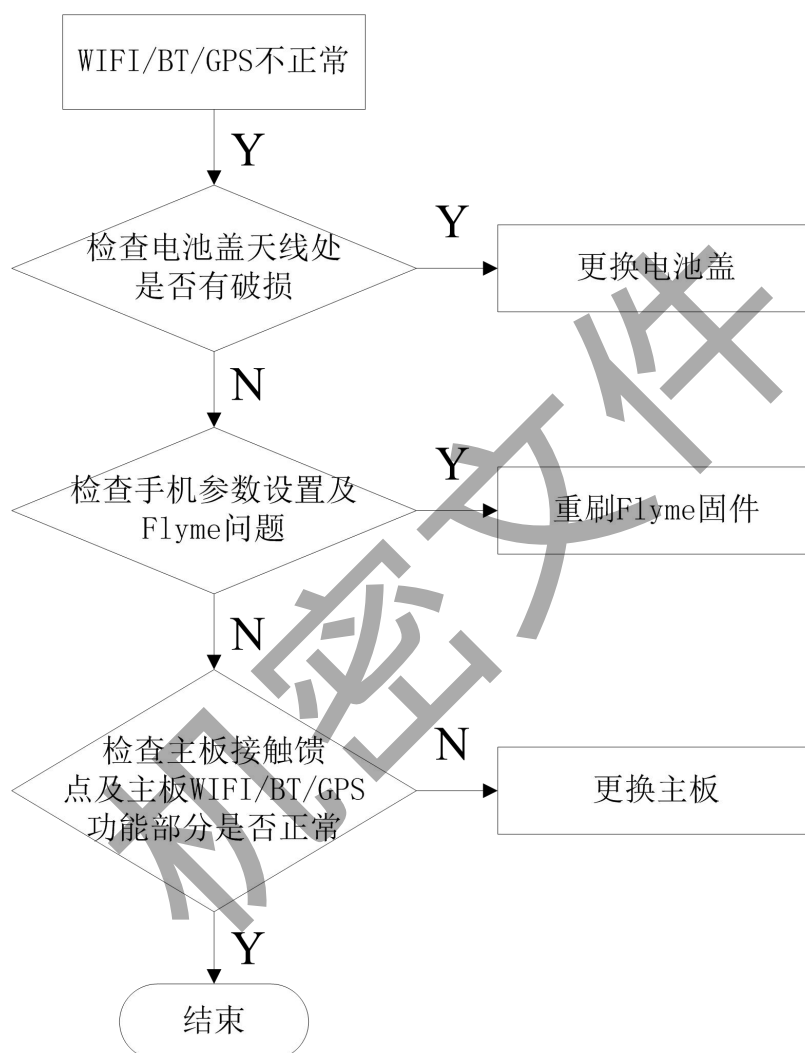 WIFI/BT/GPS不正常
Y
检查电池盖天线处
是否有破损
Y
更换电池盖
N
检查手机参数设置及
Flyme问题
Y
重刷Flyme固件
N
检查主板接触馈
点及主板WIFI/BT/GPS
功能部分是否正常
N
更换主板
Y
结束
机密文件